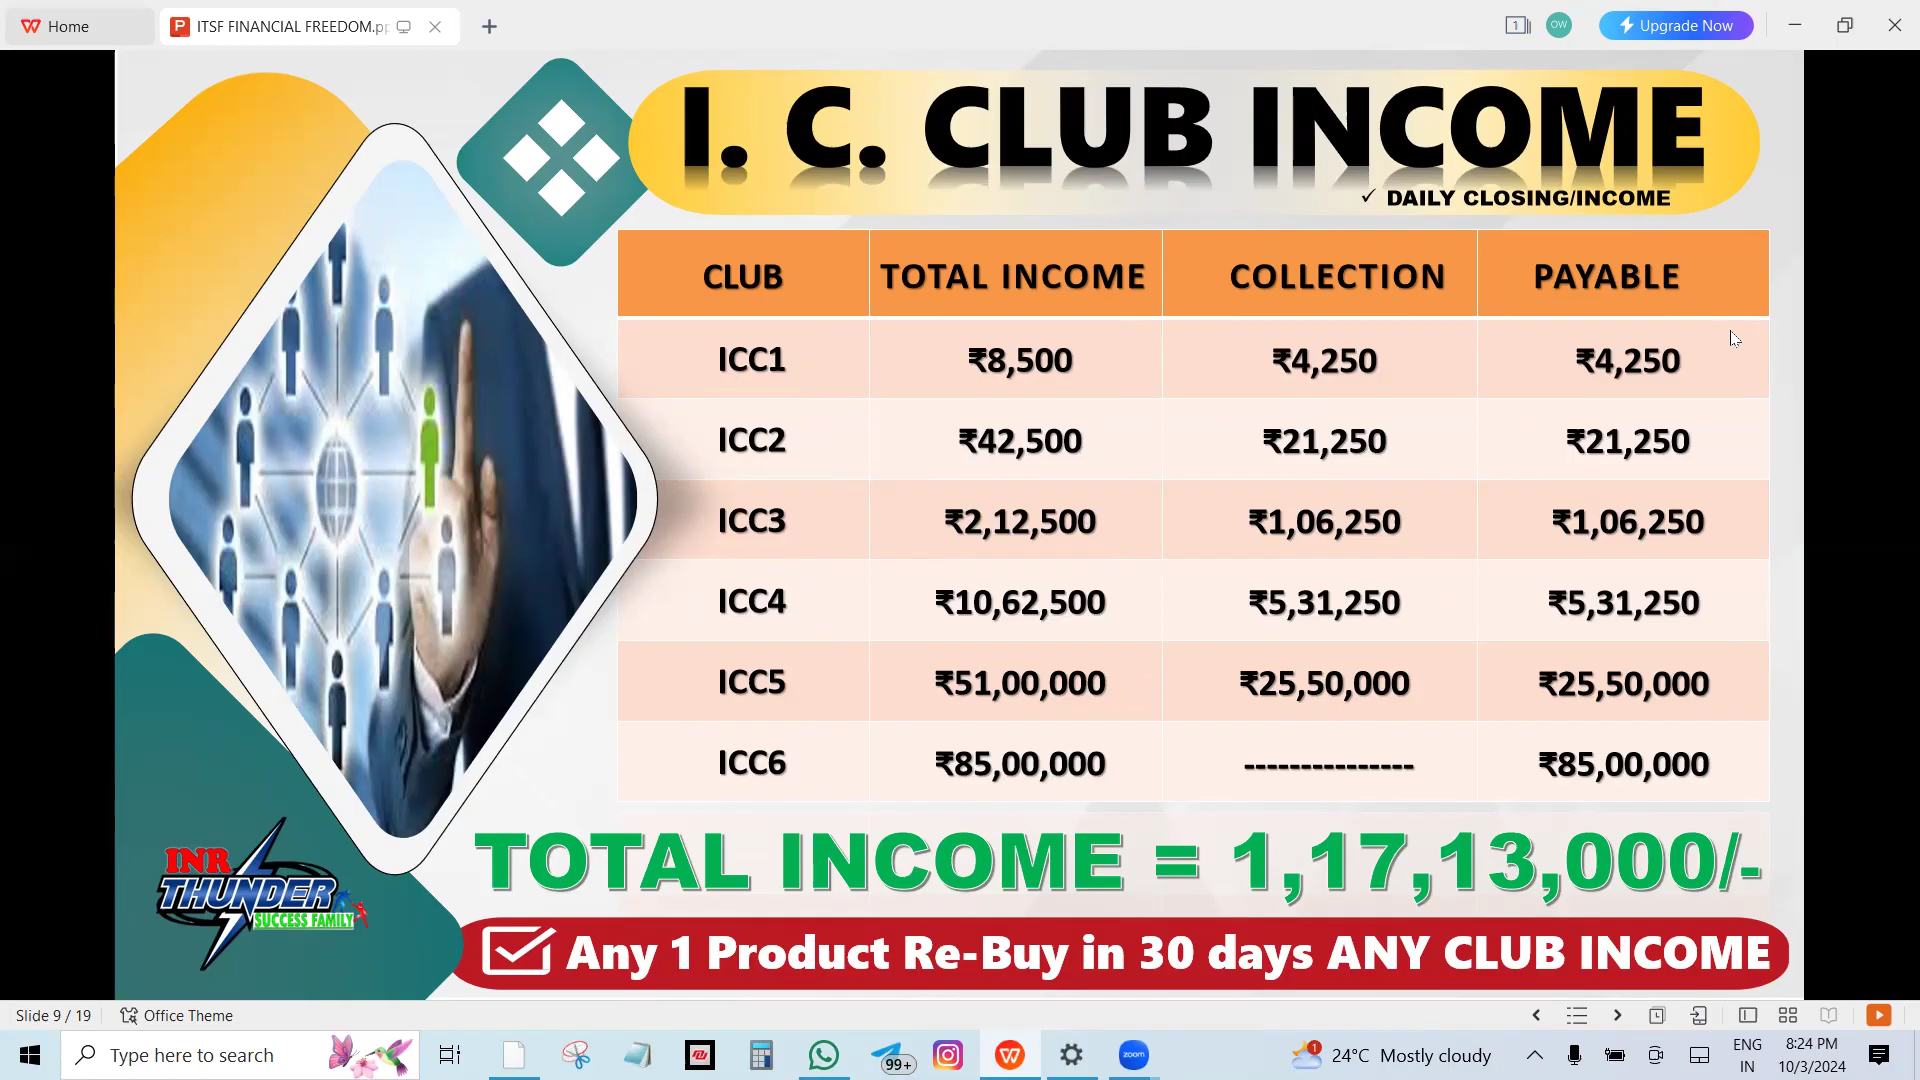 Home
ITSF FINANCIAL FREEDOM.pp
1
OW
Upgrade Now
I. C. CLUB INCOME
✓ DAILY CLOSING/INCOME
CLUB TOTAL INCOME COLLECTION PAYABLE
ICC1 ₹8,500 ₹4,250 ₹4,250
ICC2 ₹42,500 ₹21,250 ₹21,250
ICC3 ₹2,12,500 ₹1,06,250 ₹1,06,250
ICC4 ₹10,62,500 ₹5,31,250 ₹5,31,250
ICC5 ₹51,00,000 ₹25,50,000 ₹25,50,000
ICC6 ₹85,00,000 --------------- ₹85,00,000
TOTAL INCOME = 1,17,13,000/-
INR
THUNDER
SUCCESS FAMILY
Any 1 Product Re-Buy in 30 days ANY CLUB INCOME
Slide 9 / 19
Office Theme
Type here to search
99+
zoom
1
24°C Mostly cloudy
ENG
IN
8:24 PM
10/3/2024